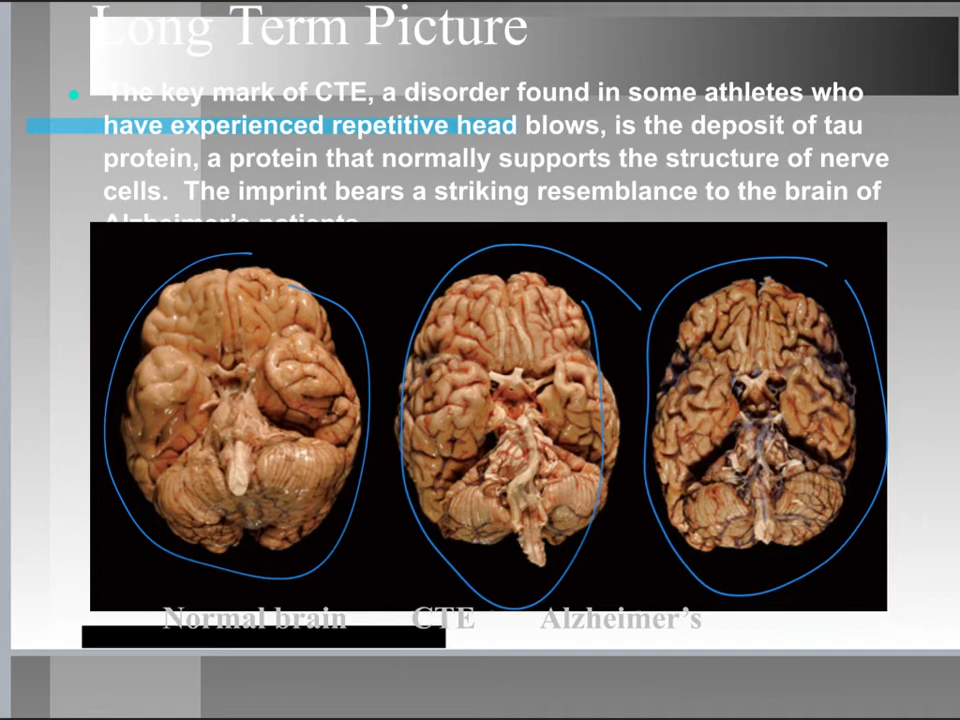 Long Term Picture
• The key mark of CTE, a disorder found in some athletes who
have experienced repetitive head blows, is the deposit of tau
protein, a protein that normally supports the structure of nerve
cells. The imprint bears a striking resemblance to the brain of
Alzheimer's patients
Normal brain CTE Alzheimer's